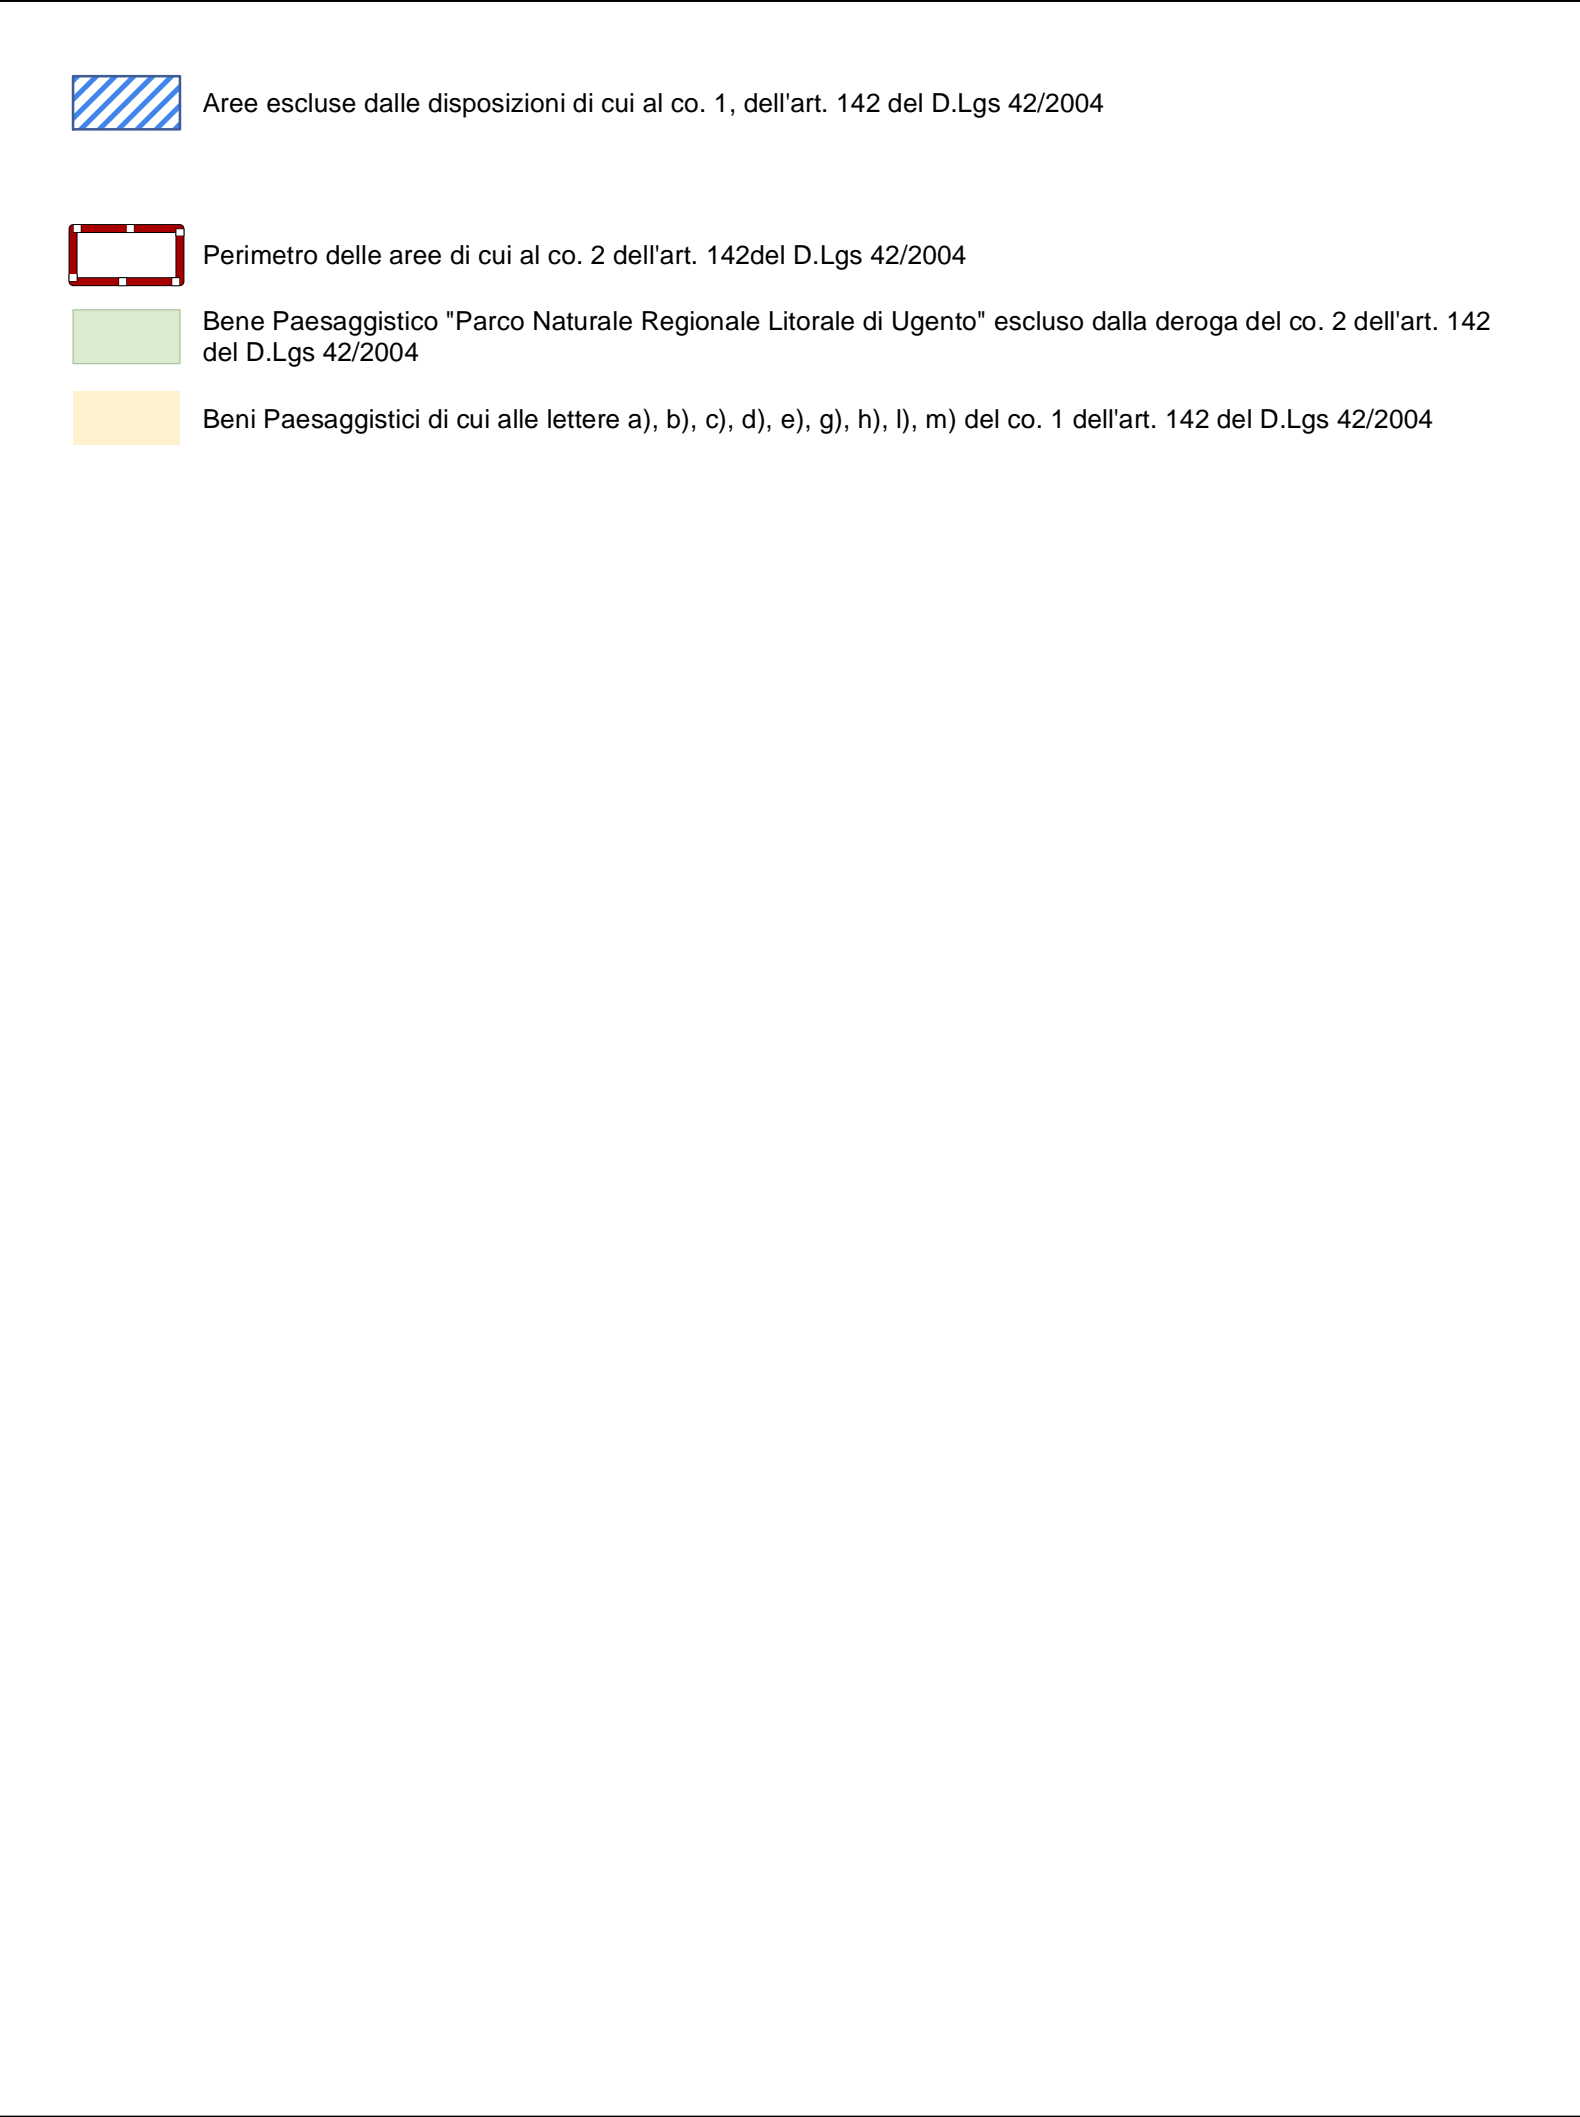 Aree escluse dalle disposizioni di cui al co. 1, dell'art. 142 del D.Lgs 42/2004
Perimetro delle aree di cui al co. 2 dell'art. 142del D.Lgs 42/2004
Bene Paesaggistico "Parco Naturale Regionale Litorale di Ugento" escluso dalla deroga del co. 2 dell'art. 142
del D.Lgs 42/2004
Beni Paesaggistici di cui alle lettere a), b), c), d), e), g), h), l), m) del co. 1 dell'art. 142 del D.Lgs 42/2004